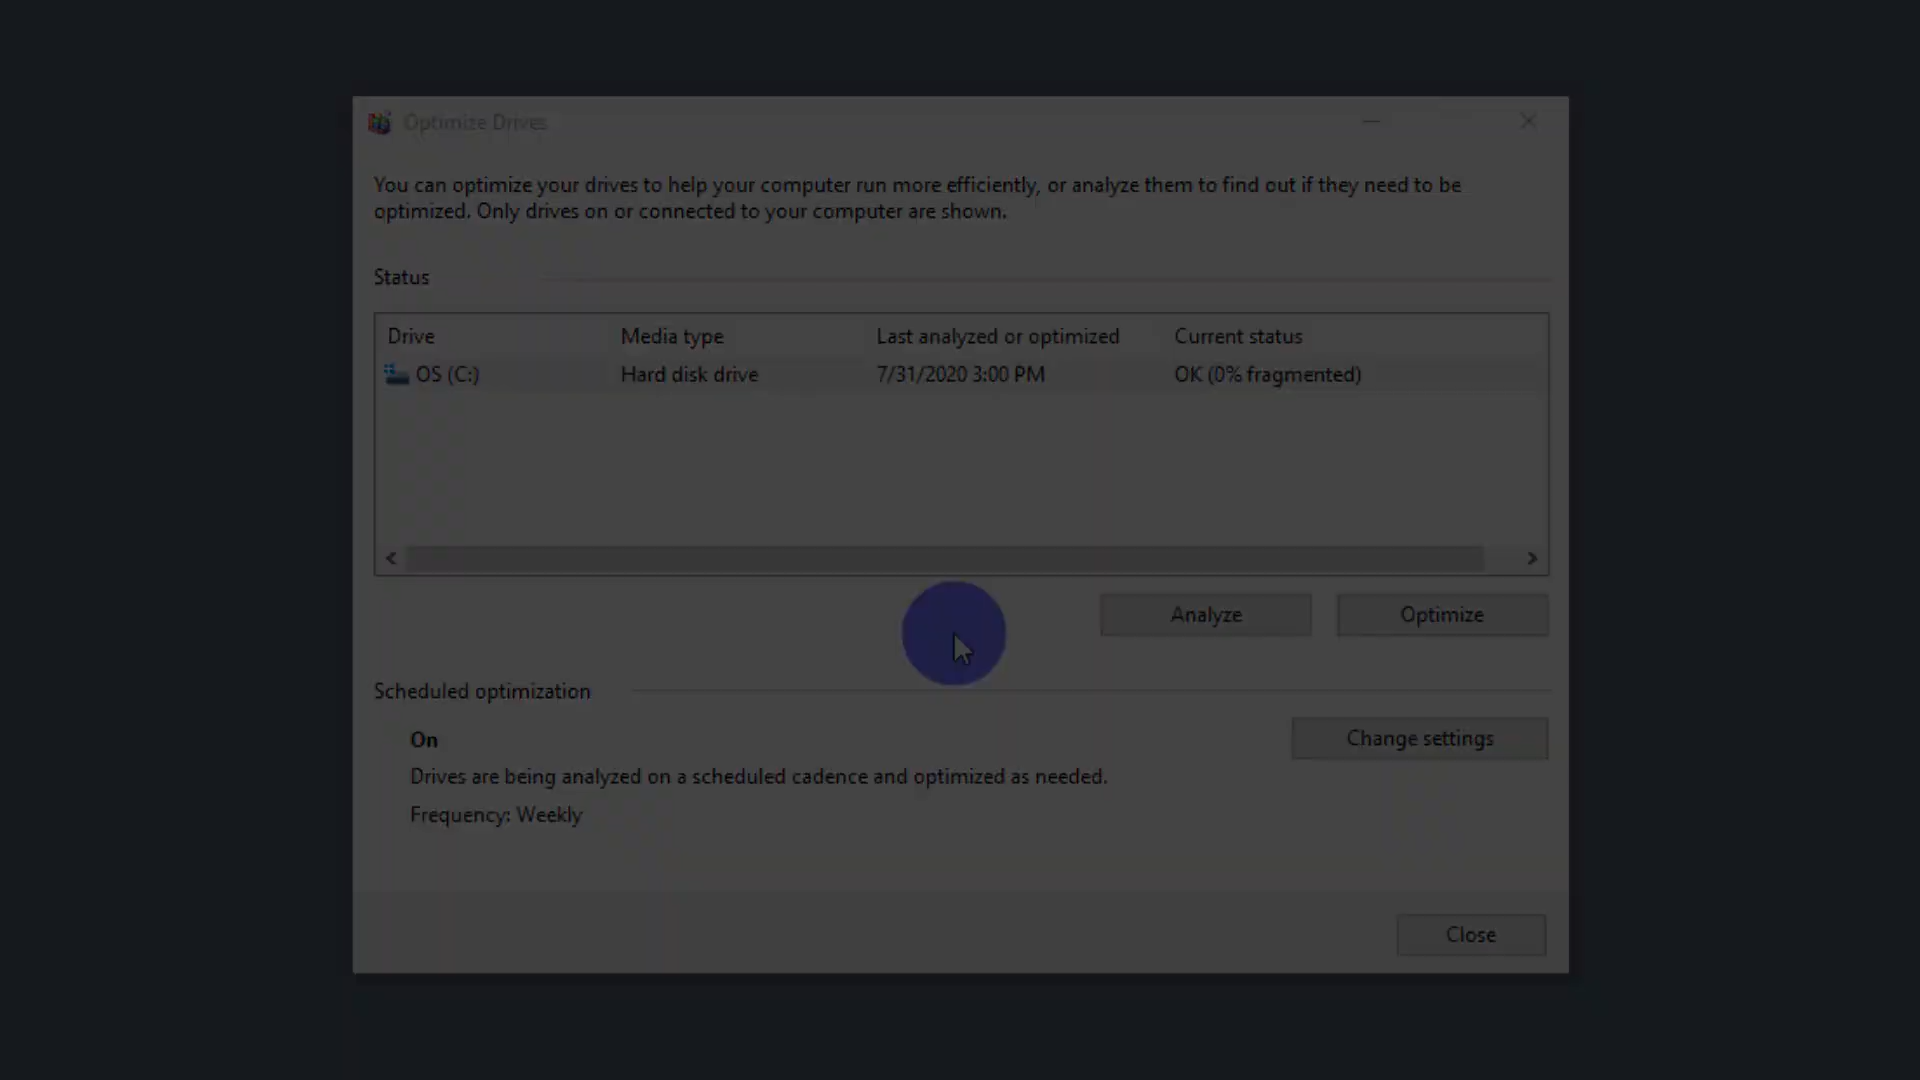 Optimize Drives
You can optimize your drives to help your computer run more efficiently, or analyze them to find out if they need to be
optimized. Only drives on or connected to your computer are shown.
Status
Drive Media type Last analyzed or optimized Current status
OS (C:) Hard disk drive 7/31/2020 3:00 PM OK (0% fragmented)
Analyze Optimize
Scheduled optimization
On
Change settings
Drives are being analyzed on a scheduled cadence and optimized as needed.
Frequency: Weekly
Close